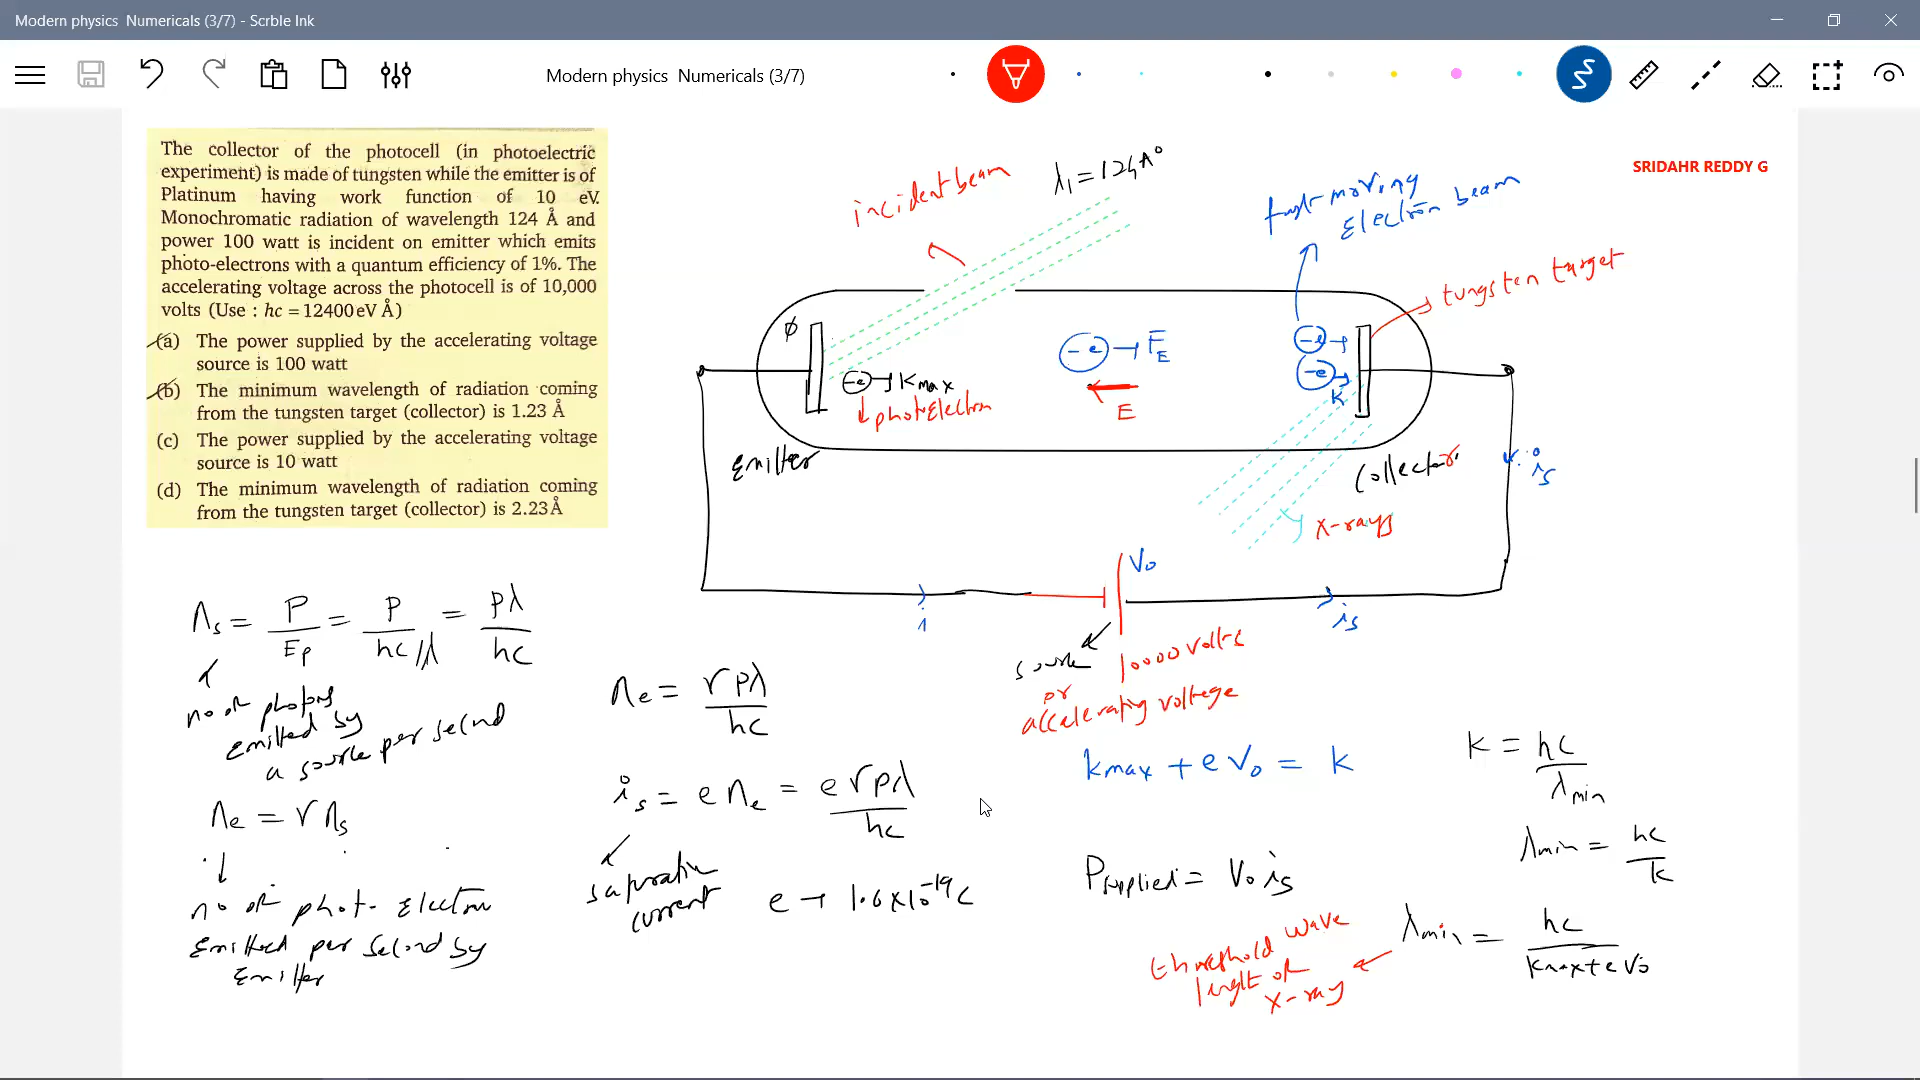 Modern physics Numericals (3/7) - Scrble Ink
Modern physics Numericals (3/7)
SRIDAHR REDDY G
The collector of the photocell (in photoelectric
experiment) is made of tungsten while the emitter is of
Platinum having work function of 10 eV.
Monochromatic radiation of wavelength 124 Å and
power 100 watt is incident on emitter which emits
photo-electrons with a quantum efficiency of 1%. The
accelerating voltage across the photocell is of 10,000
volts (Use : hc = 12400 eV Å)
(a) The power supplied by the accelerating voltage
source is 100 watt
(b) The minimum wavelength of radiation coming
from the tungsten target (collector) is 1.23 Å
(c) The power supplied by the accelerating voltage
source is 10 watt
(d) The minimum wavelength of radiation coming
from the tungsten target (collector) is 2.23 Å
incident beam
λ₁ = 124 A°
fast moving
electron beam
tungsten target
φ
-e → Kmax
photoelectron
-e → F_E
E
-e
-e
K
Emitter
Collector
X-rays
i_s
V₀
i
i_s
source
or
10000 volts
accelerating voltage
n_s = P/E_p = P/(hc/λ) = Pλ/hc
no of photons
emitted by
a source per second
n_e = r n_s
no of photo-electron
emitted per second by
emitter
n_e = rPλ/hc
i_s = e n_e = e r P λ/hc
saturation
current
e → 1.6×10⁻¹⁹ C
Kmax + e V₀ = K
P supplied = V₀ i_s
K = hc/λmin
λmin = hc/K
λmin = hc/(Kmax + e V₀)
threshold wave
length of
X-ray